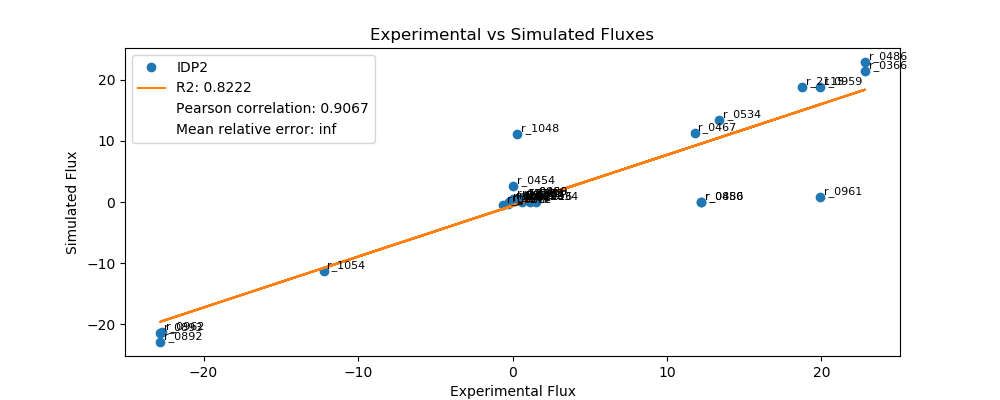 Experimental vs Simulated Fluxes
IDP2
R2: 0.8222
Pearson correlation: 0.9067
Mean relative error: inf
r_0486
r_0366
r_0959
r_0534
r_0467
r_1048
r_0454
r_0961
r_1054
r_0962
r_0892
Simulated Flux
20
10
0
−10
−20
−20
−10
0
10
20
Experimental Flux